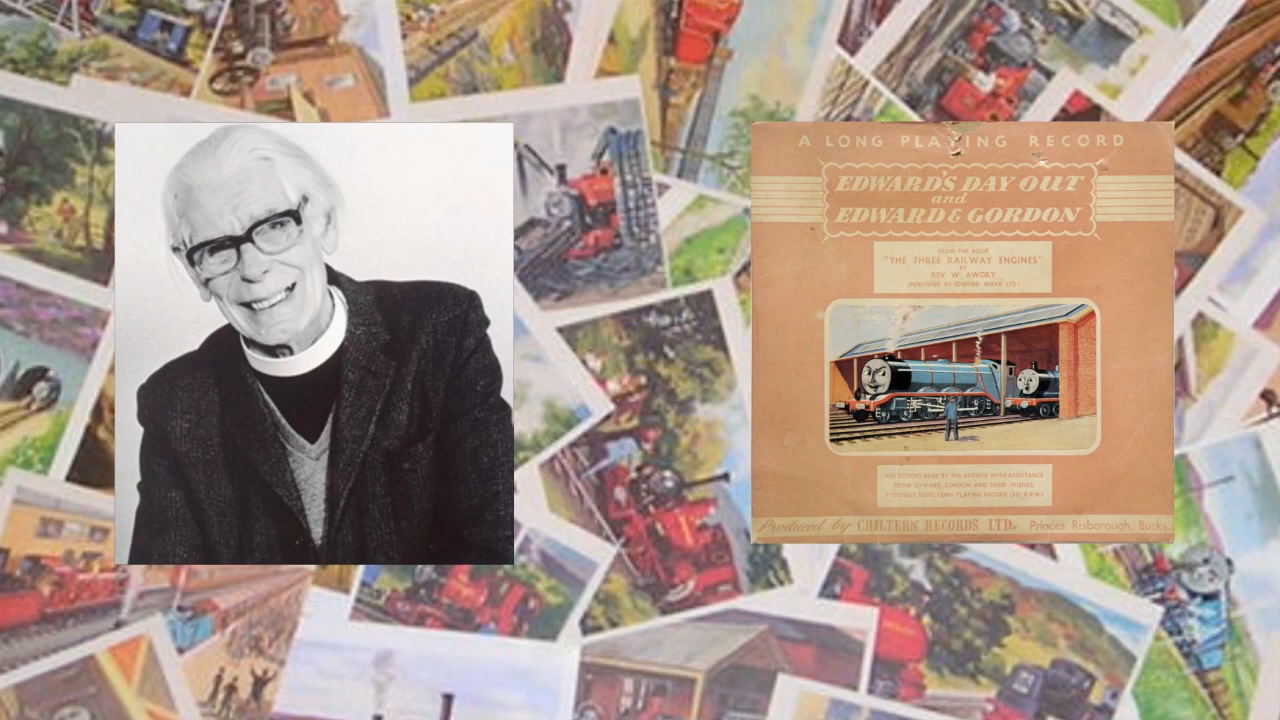 A LONG PLAYING RECORD
EDWARD'S DAY OUT
and
EDWARD & GORDON
FROM THE BOOK
"THE THREE RAILWAY ENGINES"
BY
REV. W. AWDRY
(PUBLISHED BY EDMUND WARD LTD.)
THE STORIES READ BY THE AUTHOR WITH ASSISTANCE
FROM EDWARD, GORDON AND THEIR FRIENDS.
7" DOUBLE SIDED, LONG PLAYING RECORD (33⅓ R.P.M.)
Produced by CHILTERN RECORDS LTD. Princes Risborough, Bucks.